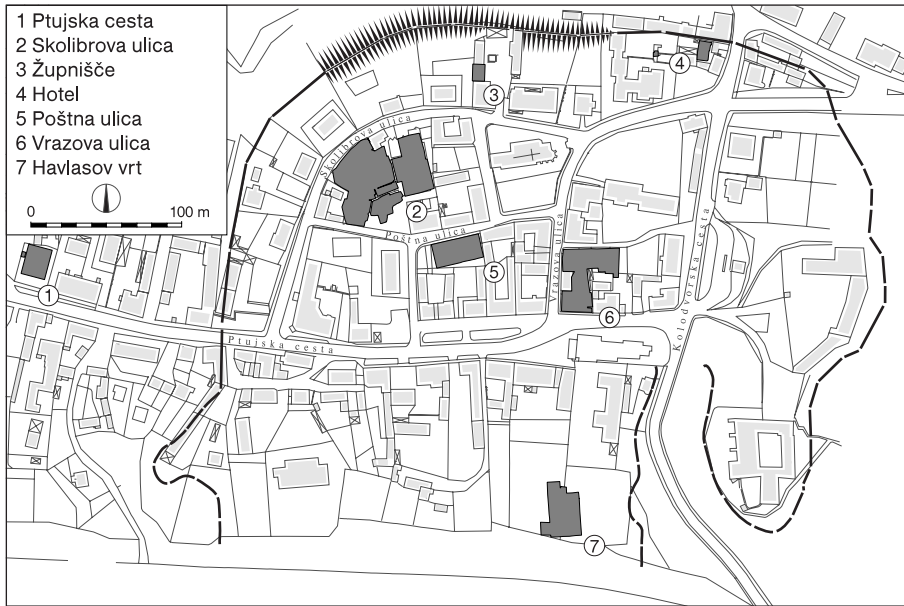 1 Ptujska cesta
2 Skolibrova ulica
3 Župnišče
4 Hotel
5 Poštna ulica
6 Vrazova ulica
7 Havlasov vrt
0 100 m
4
3
Skolibrova ulica
2
Poštna ulica
5
Vrazova ulica
Kolodvorska cesta
1
6
Ptujska cesta
7